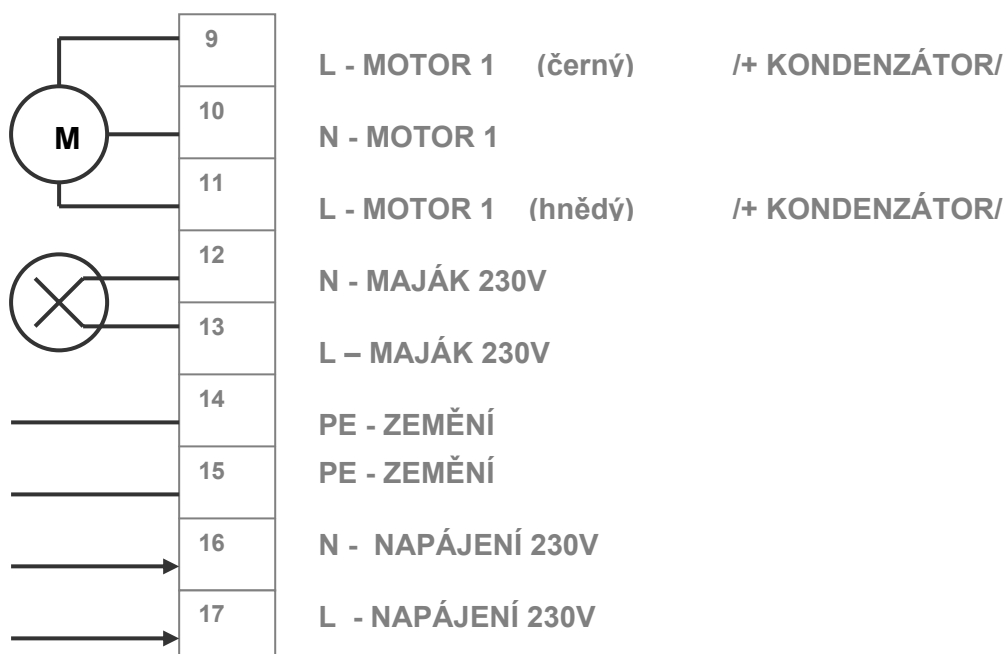 9
L - MOTOR 1 (černý) /+ KONDENZÁTOR/
10
M
N - MOTOR 1
11
L - MOTOR 1 (hnědý) /+ KONDENZÁTOR/
12
N - MAJÁK 230V
13
L – MAJÁK 230V
14
PE - ZEMĚNÍ
15
PE - ZEMĚNÍ
16
N - NAPÁJENÍ 230V
17
L - NAPÁJENÍ 230V